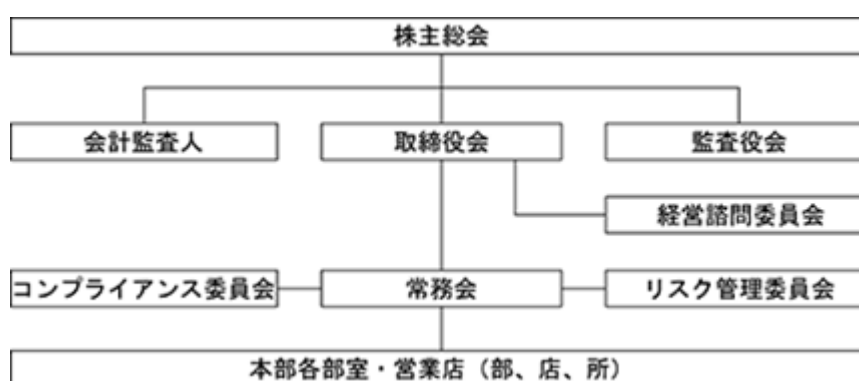 株主総会
会計監査人
取締役会
監査役会
経営諮問委員会
コンプライアンス委員会
常務会
リスク管理委員会
本部各部室・営業店（部、店、所）